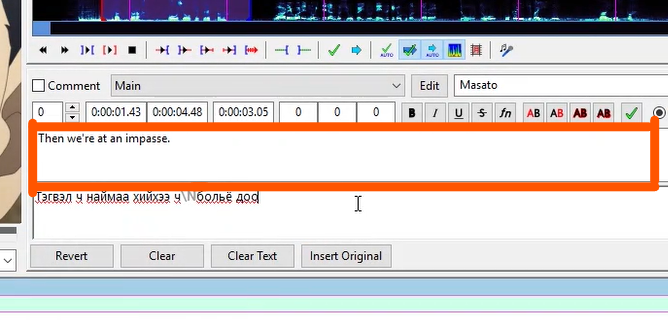 AUTO AUTO
Comment Main Edit Masato
0 0:00:01.43 0:00:04.48 0:00:03.05 0 0 0 B I U S fn AB AB AB AB
Then we're at an impasse.
Тэгвэл ч наймаа хийхээ ч\Nбольё доо
Revert Clear Clear Text Insert Original